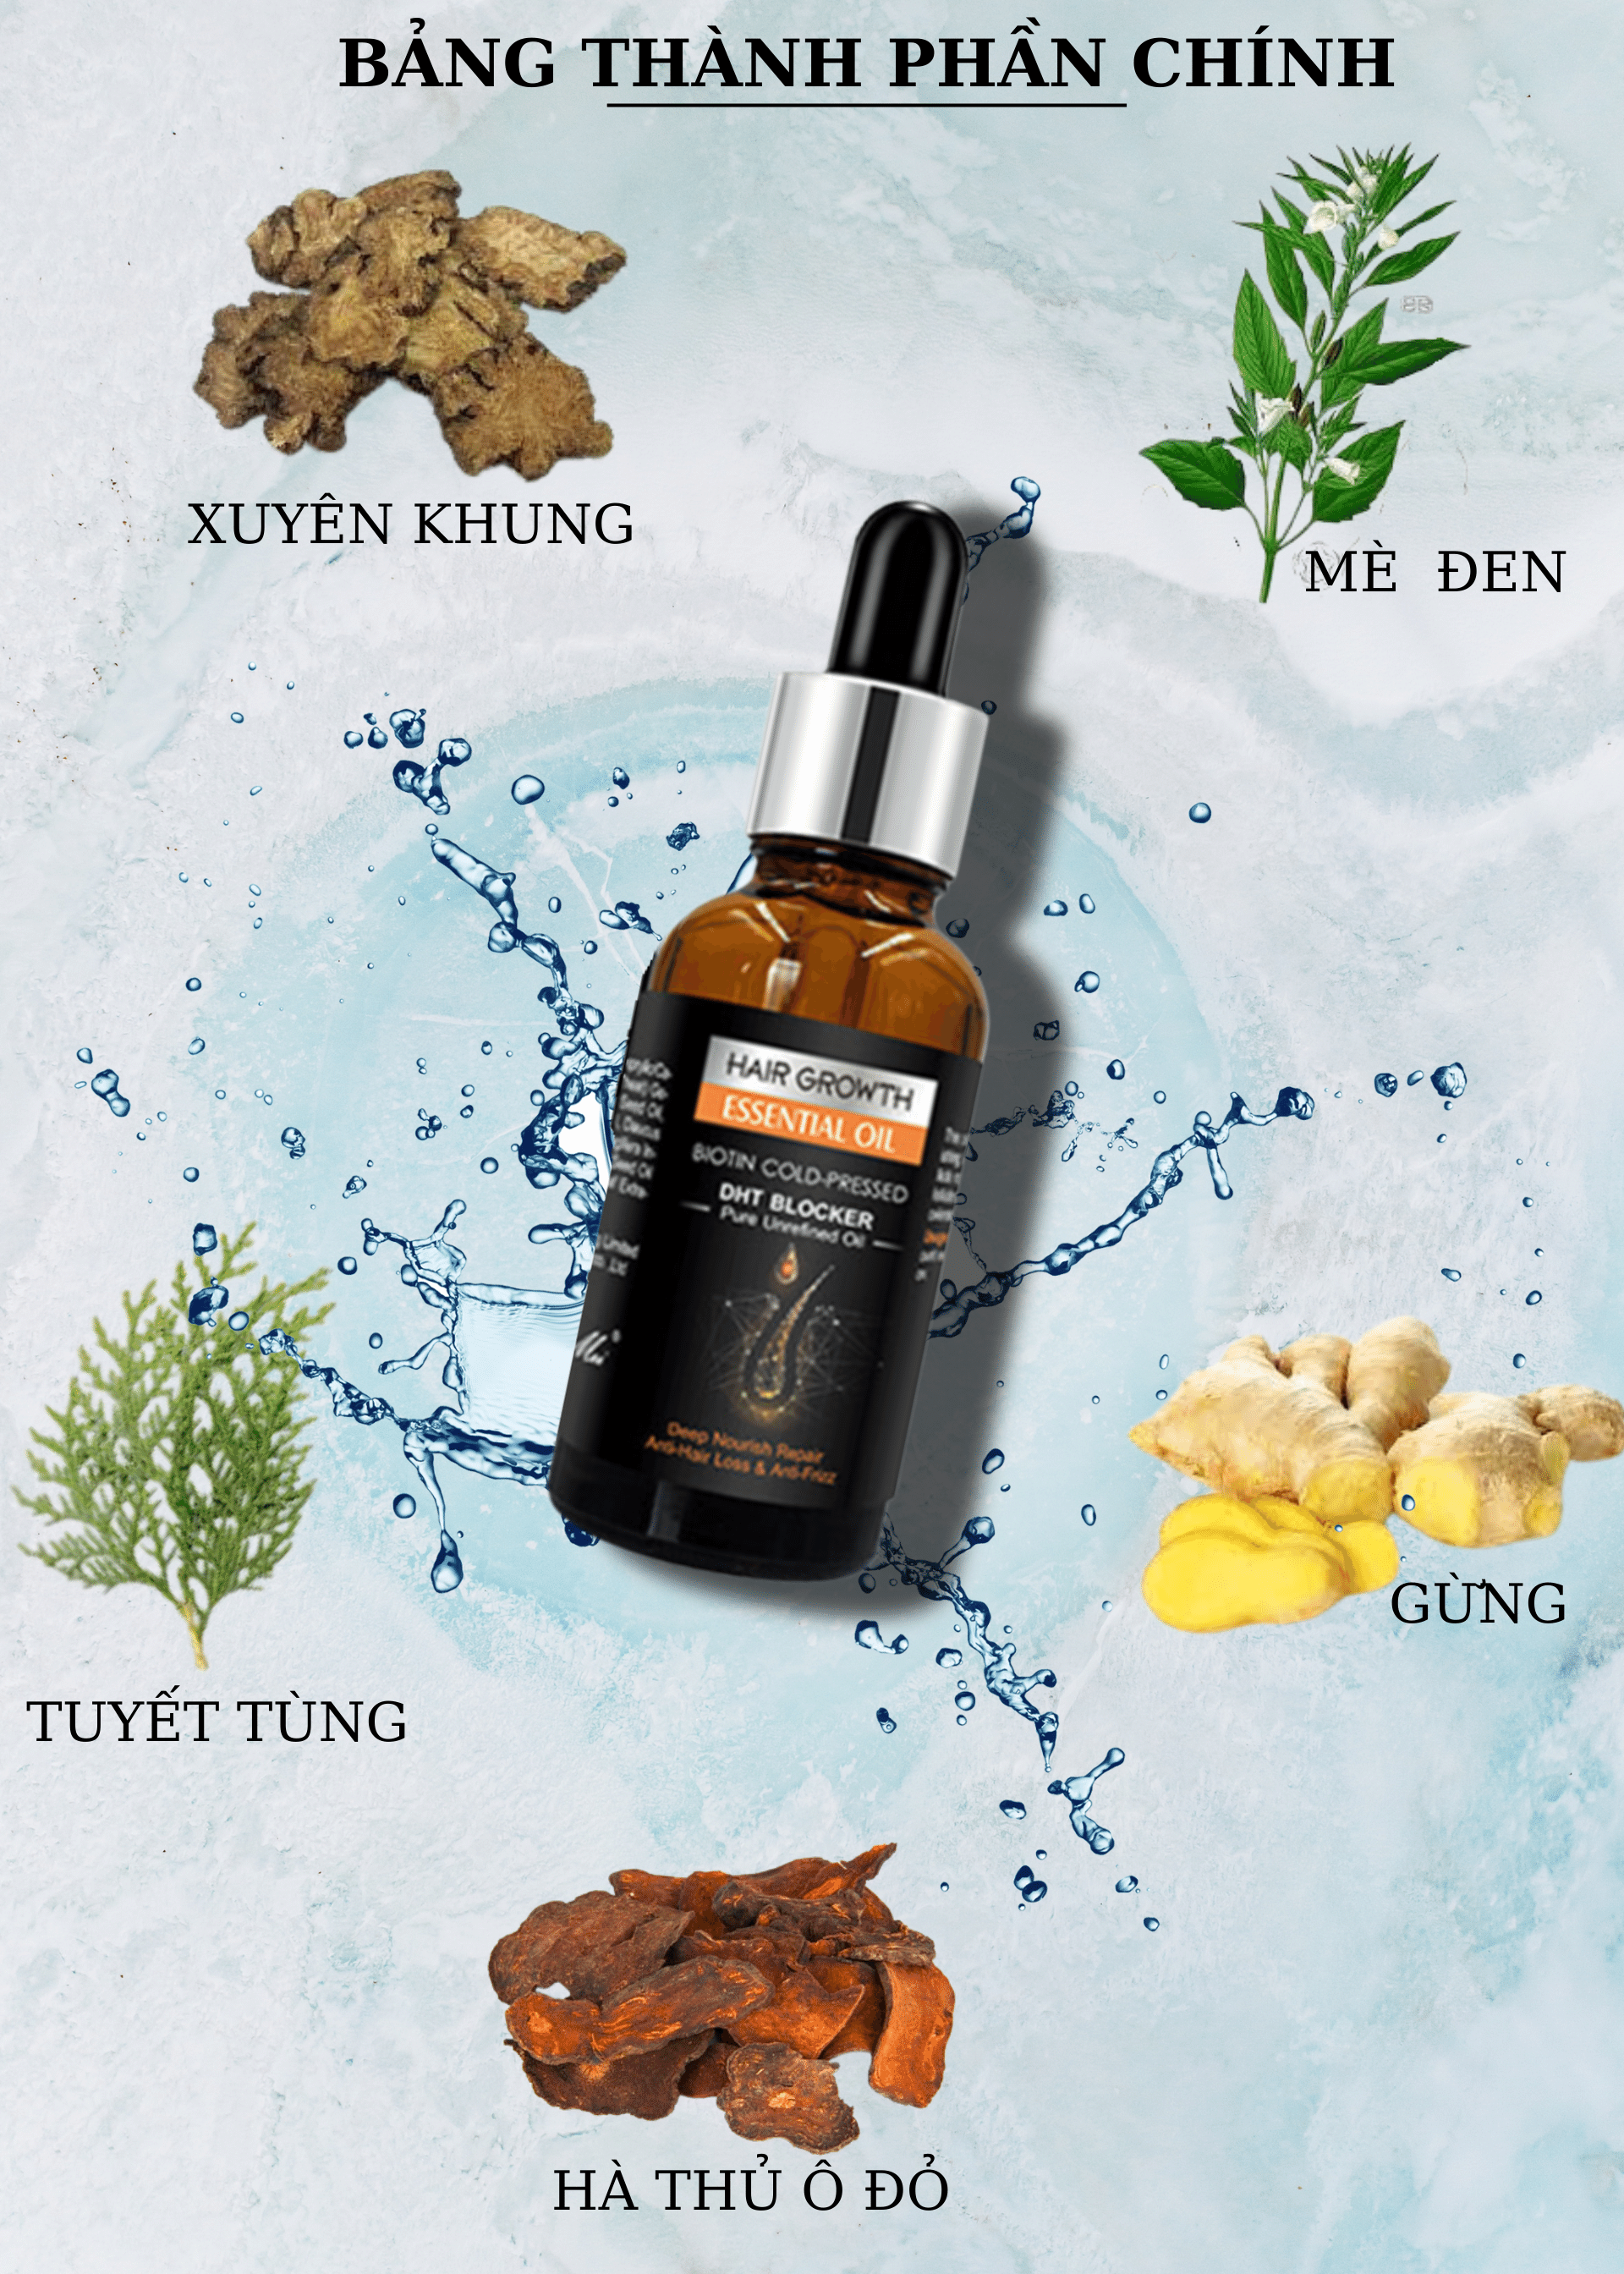 BẢNG THÀNH PHẦN CHÍNH
XUYÊN KHUNG
MÈ ĐEN
HAIR GROWTH
ESSENTIAL OIL
BIOTIN COLD-PRESSED
DHT BLOCKER
Pure Unrefined Oil
Deep Nourish Repair
Anti-Hair Loss & Anti-Frizz
GỪNG
TUYẾT TÙNG
HÀ THỦ Ô ĐỎ